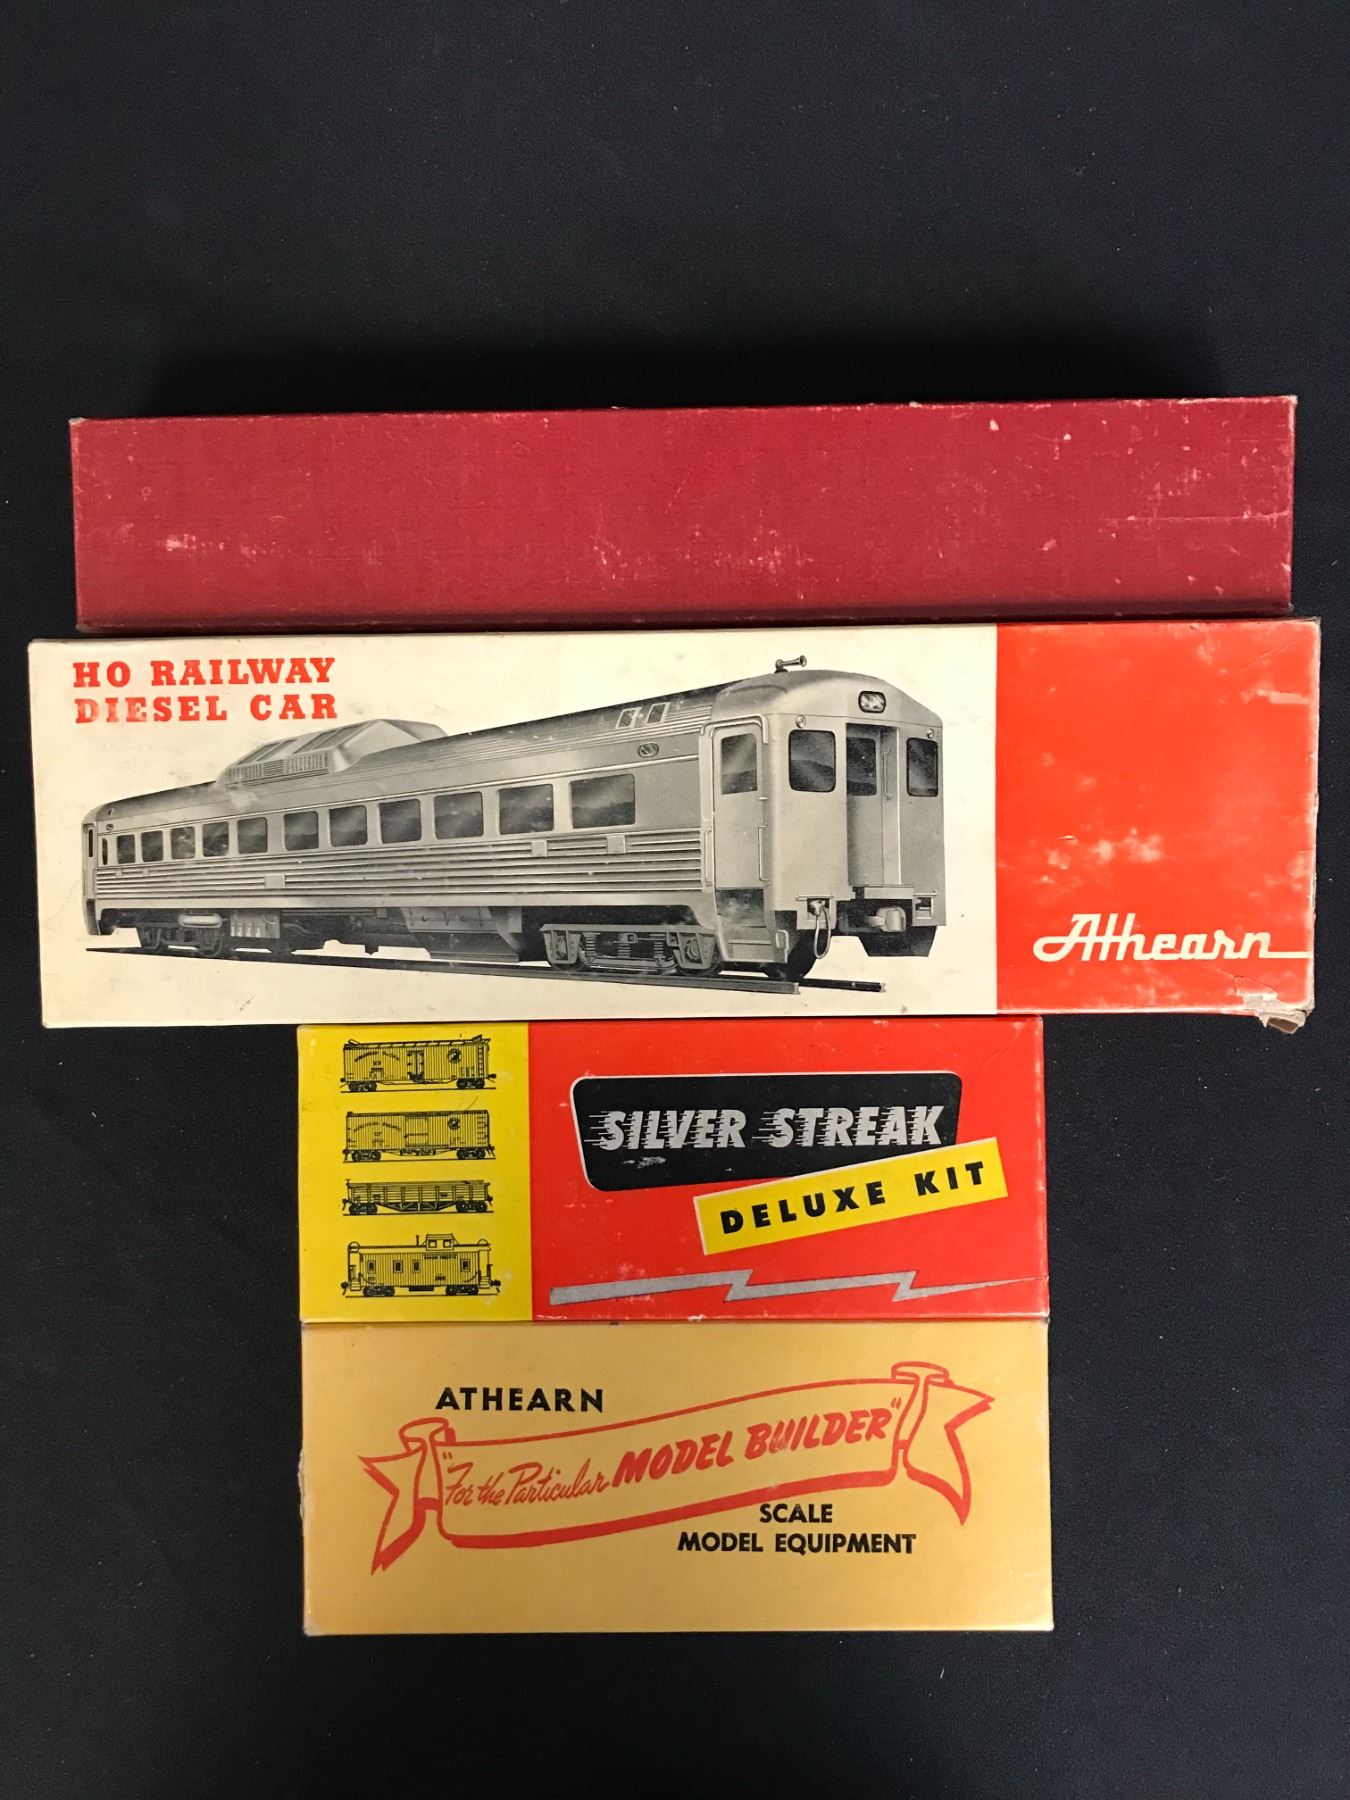 HO RAILWAY
DIESEL CAR
Athearn
SILVER STREAK
DELUXE KIT
ATHEARN
"For the Particular MODEL BUILDER"
SCALE
MODEL EQUIPMENT